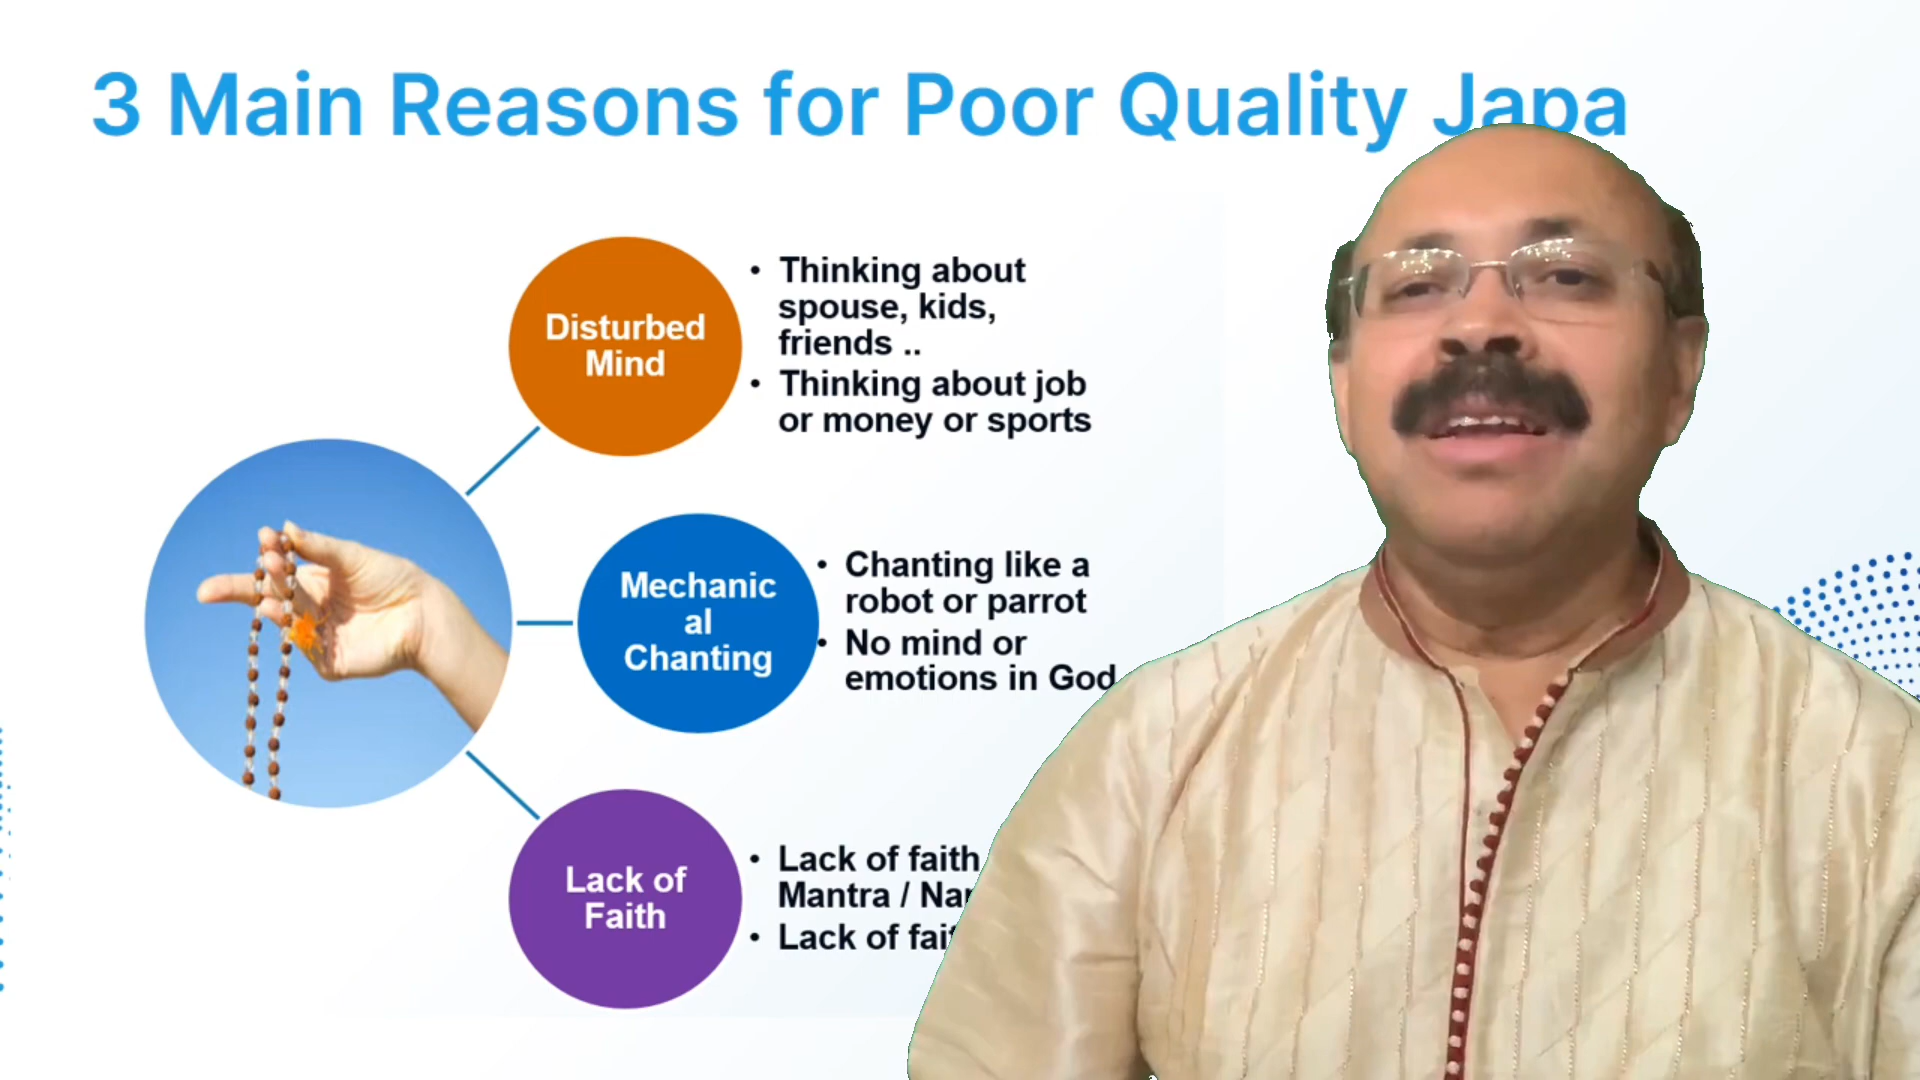 3 Main Reasons for Poor Quality Japa
Disturbed
Mind
• Thinking about
spouse, kids,
friends ..
• Thinking about job
or money or sports
Mechanic
al
Chanting
• Chanting like a
robot or parrot
• No mind or
emotions in God
Lack of
Faith
• Lack of faith
Mantra /
• Lack of